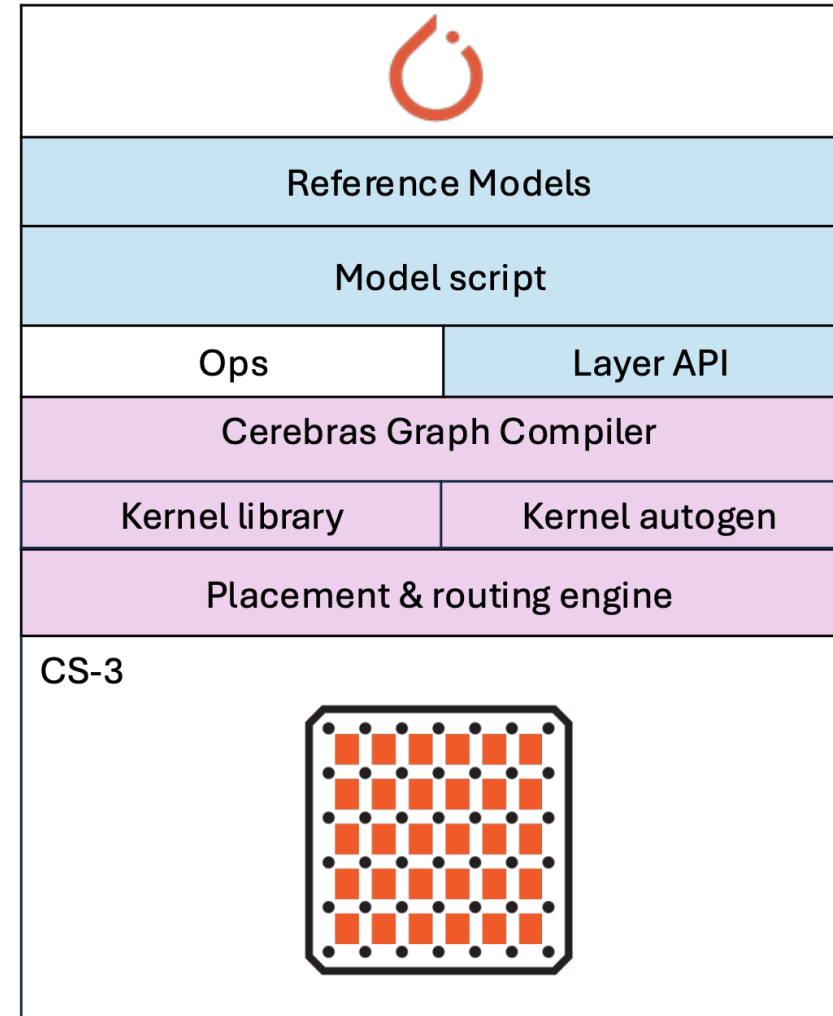 Reference Models
Model script
Ops
Layer API
Cerebras Graph Compiler
Kernel library
Kernel autogen
Placement & routing engine
CS-3